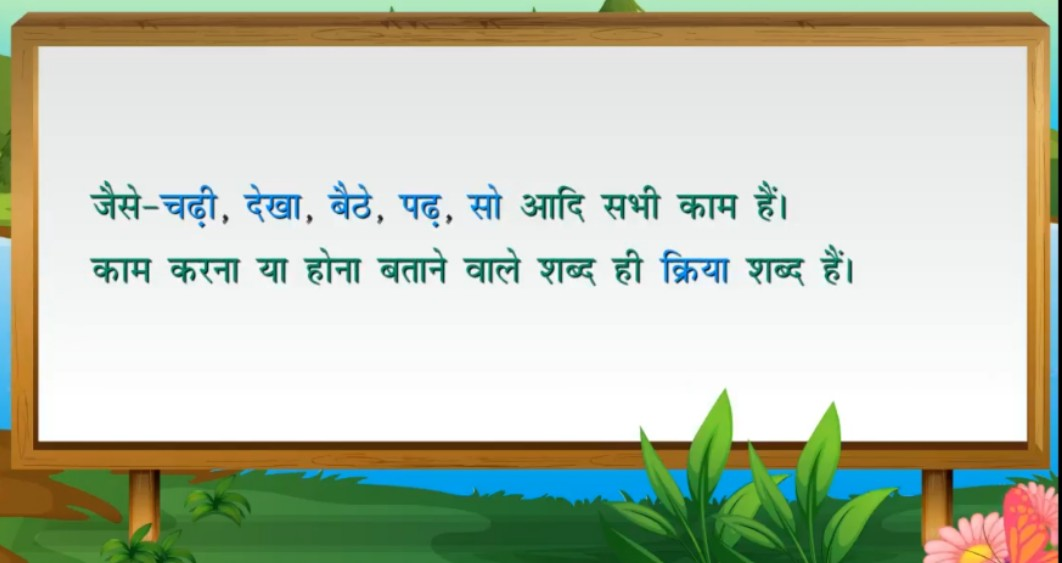 जैसे-चढ़ी, देखा, बैठे, पढ़, सो आदि सभी काम हैं।
काम करना या होना बताने वाले शब्द ही क्रिया शब्द हैं।